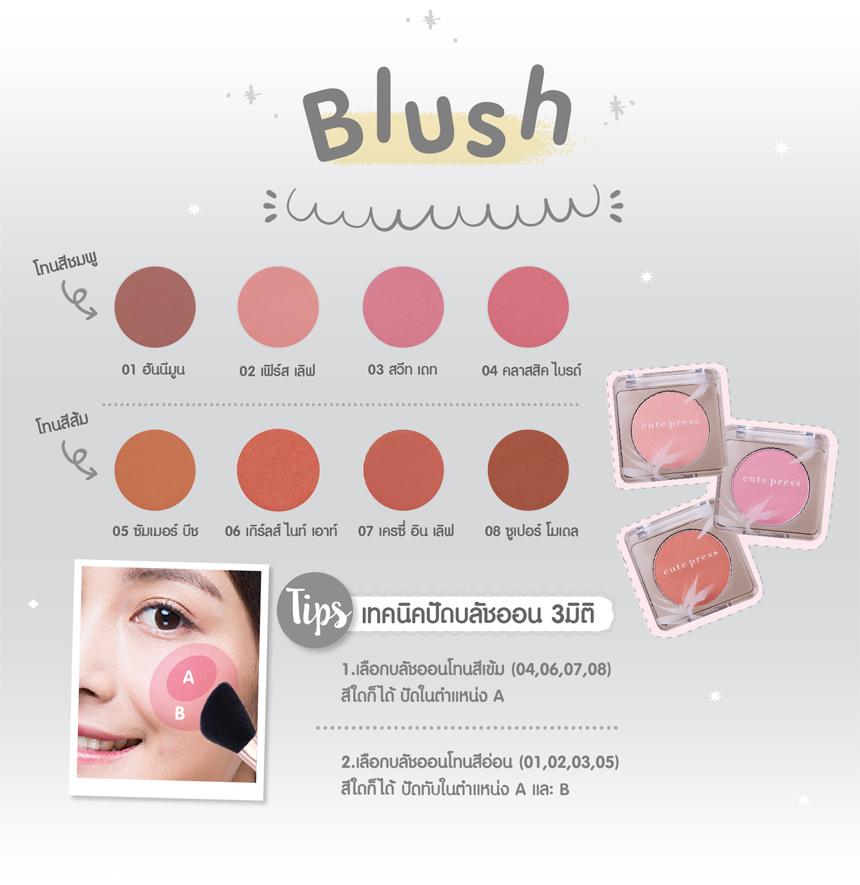 Blush
โทนสีชมพู
01 ฮันนีมูน
02 เฟิร์ส เลิฟ
03 สวีท เดท
04 คลาสสิค ไบรด์
โทนสีส้ม
05 ซัมเมอร์ บีช
06 เกิร์ลส์ ไนท์ เอาท์
07 เครซี่ อิน เลิฟ
08 ซูเปอร์ โมเดล
cute press
cute press
cute press
Tips เทคนิคปัดบลัชออน 3มิติ
A
B
1.เลือกบลัชออนโทนสีเข้ม (04,06,07,08)
สีใดก็ได้ ปัดในตำแหน่ง A
2.เลือกบลัชออนโทนสีอ่อน (01,02,03,05)
สีใดก็ได้ ปัดทับในตำแหน่ง A และ B